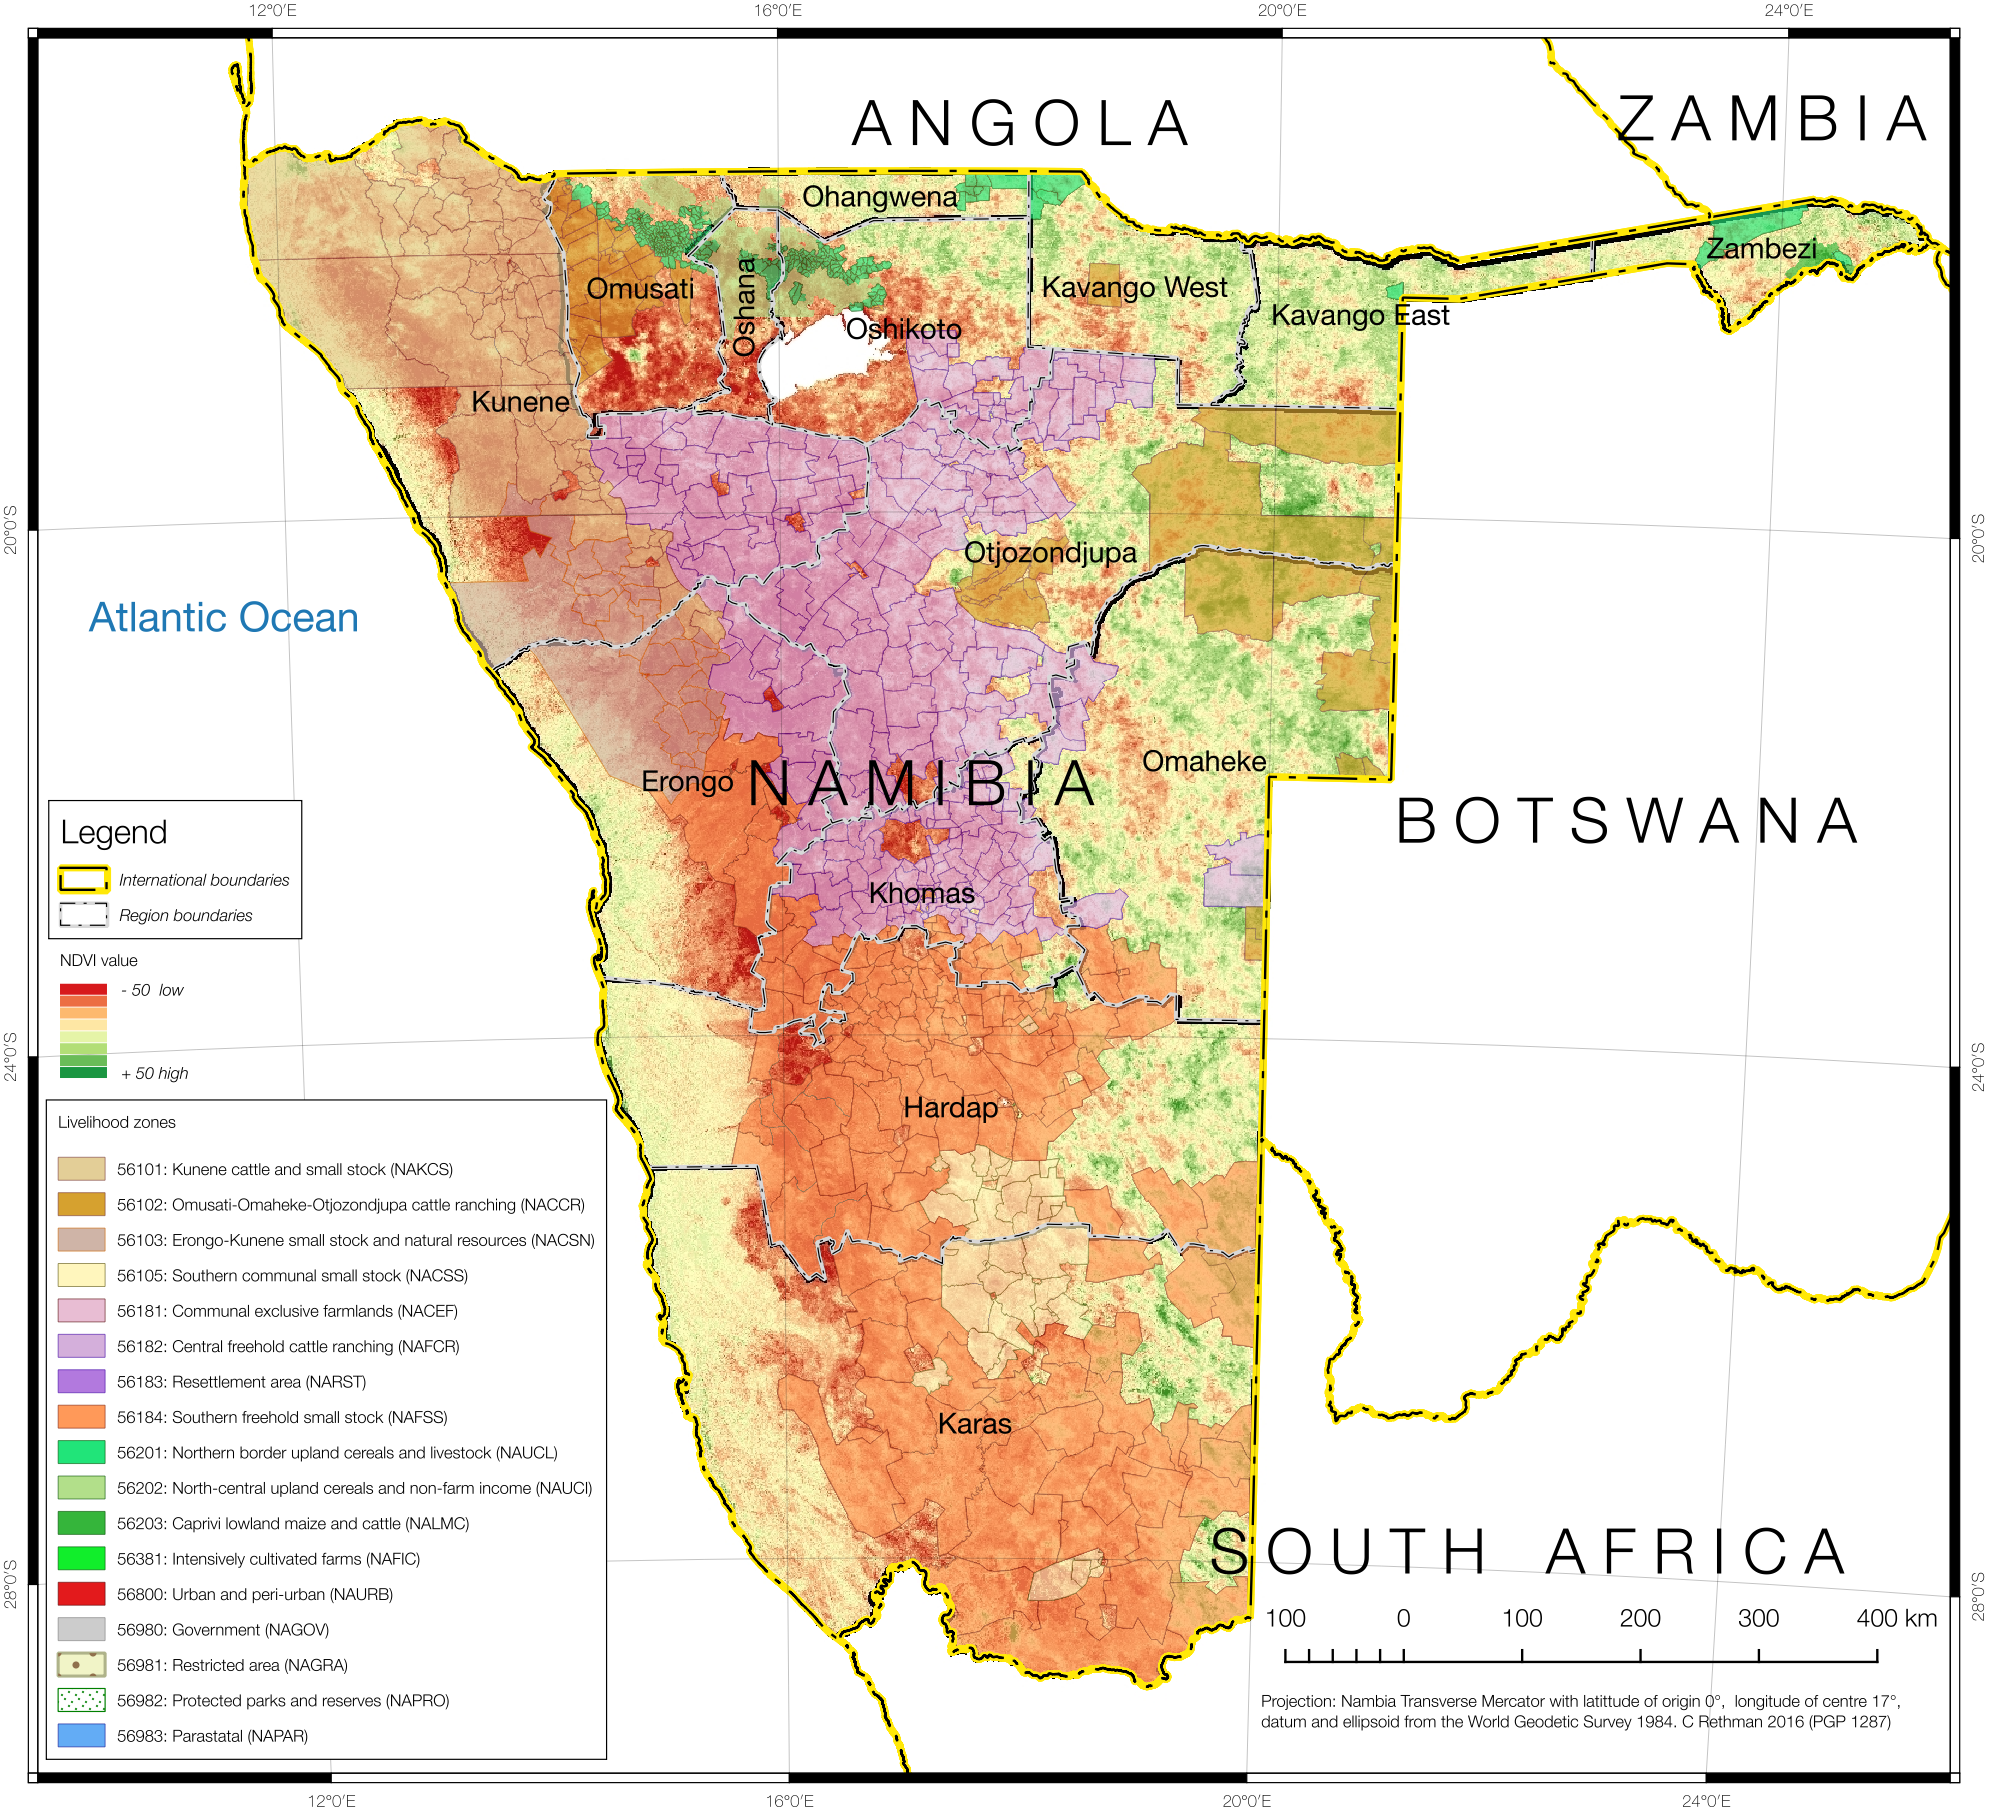 12°0'E
16°0'E
20°0'E
24°0'E
ANGOLA
ZAMBIA
Ohangwena
Zambezi
Omusati
Oshana
Kavango West
Kavango East
Oshikoto
Kunene
20°0'S
20°0'S
Otjozondjupa
Atlantic Ocean
Omaheke
Erongo
NAMIBIA
BOTSWANA
Khomas
Legend
International boundaries
Region boundaries
NDVI value
- 50 low
+ 50 high
24°0'S
24°0'S
Hardap
Karas
Livelihood zones
56101: Kunene cattle and small stock (NAKCS)
56102: Omusati-Omaheke-Otjozondjupa cattle ranching (NACCR)
56103: Erongo-Kunene small stock and natural resources (NACSN)
56105: Southern communal small stock (NACSS)
56181: Communal exclusive farmlands (NACEF)
56182: Central freehold cattle ranching (NAFCR)
56183: Resettlement area (NARST)
56184: Southern freehold small stock (NAFSS)
56201: Northern border upland cereals and livestock (NAUCL)
56202: North-central upland cereals and non-farm income (NAUCI)
56203: Caprivi lowland maize and cattle (NALMC)
56381: Intensively cultivated farms (NAFIC)
56800: Urban and peri-urban (NAURB)
56980: Government (NAGOV)
56981: Restricted area (NAGRA)
56982: Protected parks and reserves (NAPRO)
56983: Parastatal (NAPAR)
SOUTH AFRICA
28°0'S
28°0'S
100 0 100 200 300 400 km
Projection: Nambia Transverse Mercator with latittude of origin 0°, longitude of centre 17°,
datum and ellipsoid from the World Geodetic Survey 1984. C Rethman 2016 (PGP 1287)
12°0'E
16°0'E
20°0'E
24°0'E